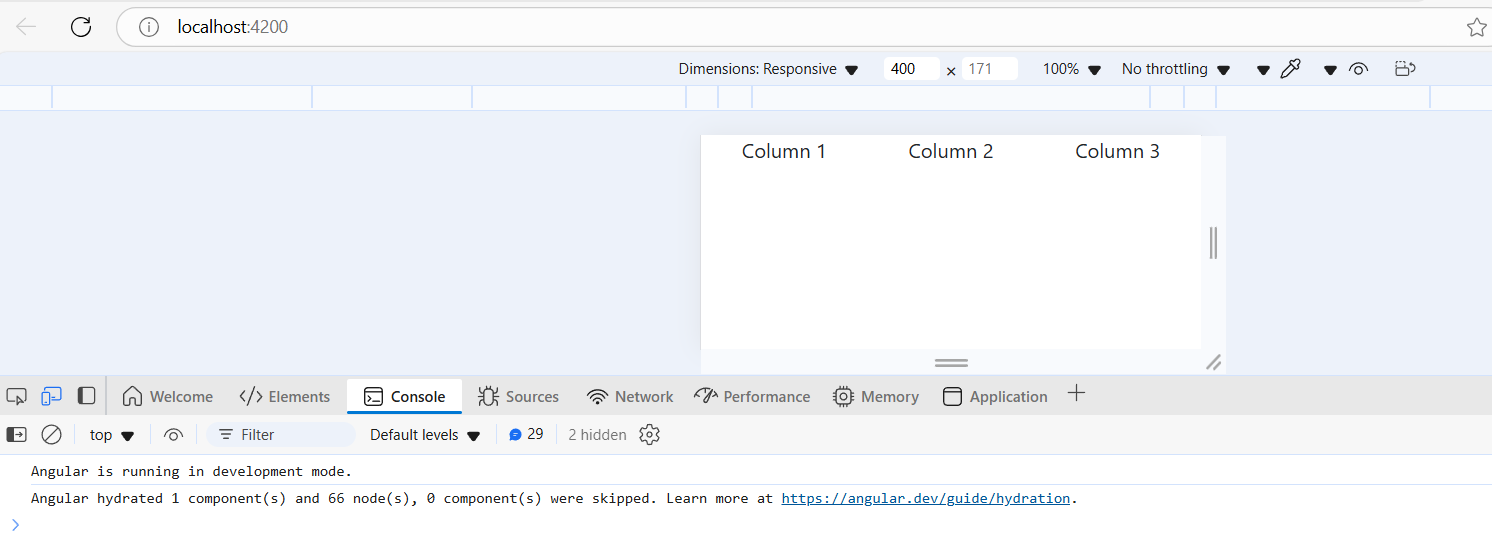 localhost:4200
Dimensions: Responsive 400 × 171 100% No throttling
Column 1 Column 2 Column 3
Welcome </> Elements Console Sources Network Performance Memory Application
top Filter Default levels 29 2 hidden
Angular is running in development mode.
Angular hydrated 1 component(s) and 66 node(s), 0 component(s) were skipped. Learn more at https://angular.dev/guide/hydration.